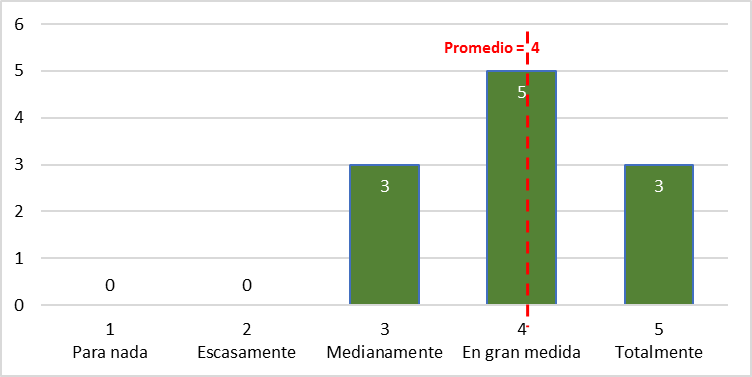 6
Promedio = 4
5
5
4
3
3
3
2
1
0
0
0
1
2
3
4
5
Para nada
Escasamente
Medianamente
En gran medida
Totalmente